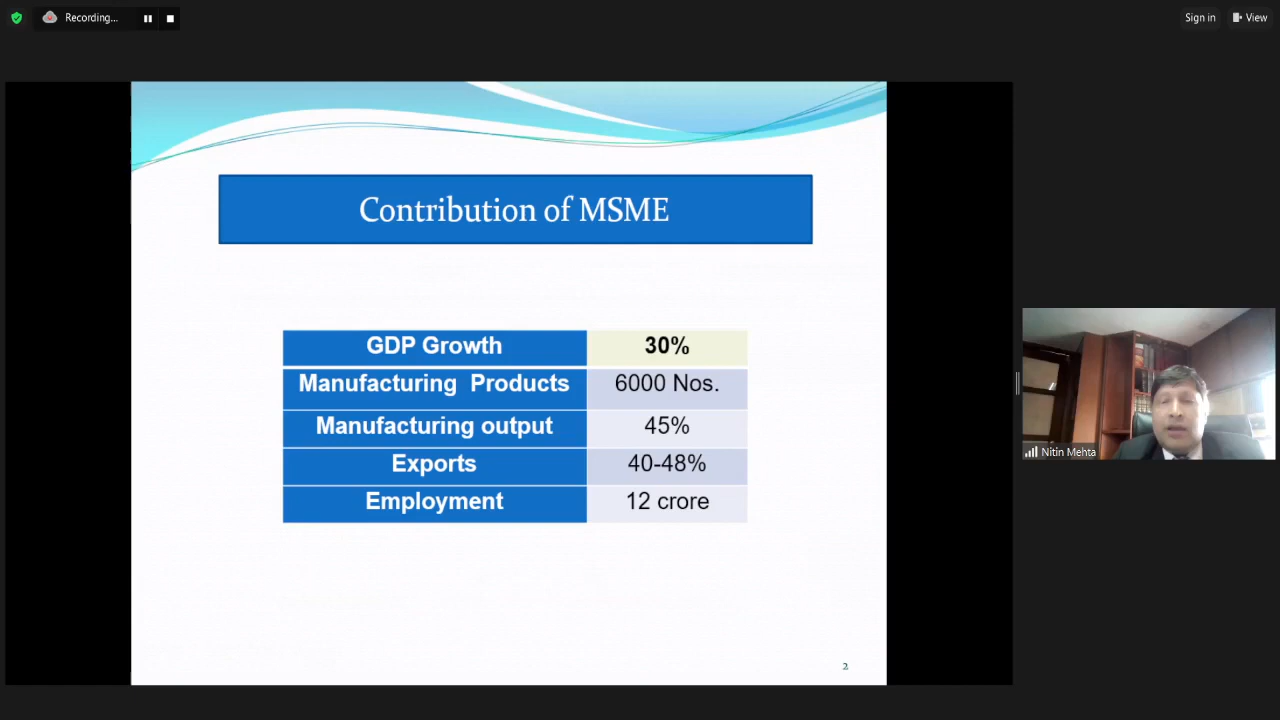 Recording...
Sign in
View
Contribution of MSME
GDP Growth 30%
Manufacturing Products 6000 Nos.
Manufacturing output 45%
Exports 40-48%
Employment 12 crore
Nitin Mehta
2